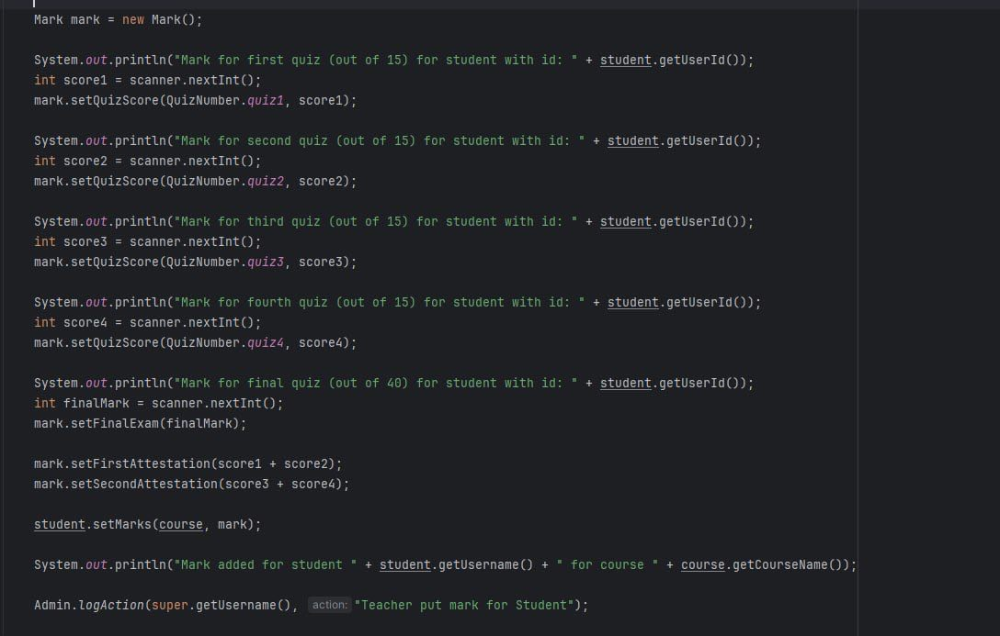 Mark mark = new Mark();
System.out.println("Mark for first quiz (out of 15) for student with id: " + student.getUserId());
int score1 = scanner.nextInt();
mark.setQuizScore(QuizNumber.quiz1, score1);
System.out.println("Mark for second quiz (out of 15) for student with id: " + student.getUserId());
int score2 = scanner.nextInt();
mark.setQuizScore(QuizNumber.quiz2, score2);
System.out.println("Mark for third quiz (out of 15) for student with id: " + student.getUserId());
int score3 = scanner.nextInt();
mark.setQuizScore(QuizNumber.quiz3, score3);
System.out.println("Mark for fourth quiz (out of 15) for student with id: " + student.getUserId());
int score4 = scanner.nextInt();
mark.setQuizScore(QuizNumber.quiz4, score4);
System.out.println("Mark for final quiz (out of 40) for student with id: " + student.getUserId());
int finalMark = scanner.nextInt();
mark.setFinalExam(finalMark);
mark.setFirstAttestation(score1 + score2);
mark.setSecondAttestation(score3 + score4);
student.setMarks(course, mark);
System.out.println("Mark added for student " + student.getUsername() + " for course " + course.getCourseName());
Admin.logAction(super.getUsername(), action: "Teacher put mark for Student");